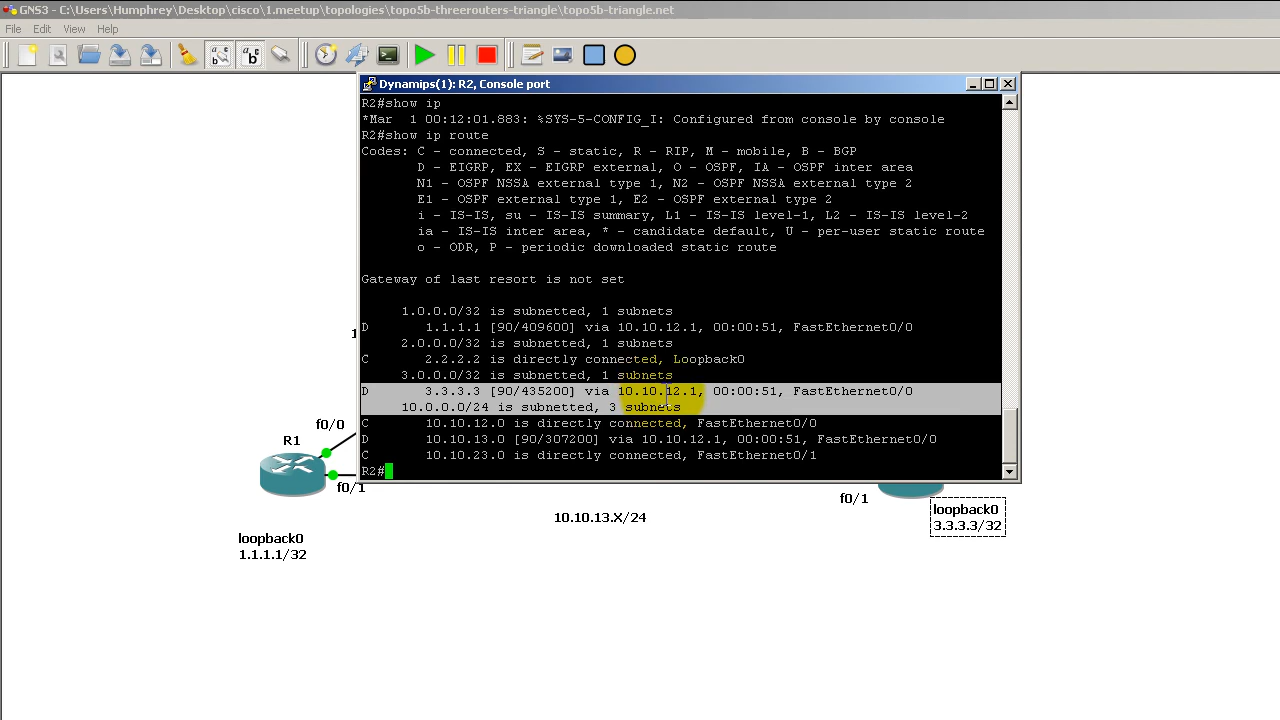 GNS3 - C:\Users\Humphrey\Desktop\cisco\1.meetup\topologies\topo5b-threerouters-triangle\topo5b-triangle.net
File Edit View Help
Dynamips(1): R2, Console port
R2#show ip
*Mar  1 00:12:01.883: %SYS-5-CONFIG_I: Configured from console by console
R2#show ip route
Codes: C - connected, S - static, R - RIP, M - mobile, B - BGP
       D - EIGRP, EX - EIGRP external, O - OSPF, IA - OSPF inter area
       N1 - OSPF NSSA external type 1, N2 - OSPF NSSA external type 2
       E1 - OSPF external type 1, E2 - OSPF external type 2
       i - IS-IS, su - IS-IS summary, L1 - IS-IS level-1, L2 - IS-IS level-2
       ia - IS-IS inter area, * - candidate default, U - per-user static route
       o - ODR, P - periodic downloaded static route
Gateway of last resort is not set
     1.0.0.0/32 is subnetted, 1 subnets
D       1.1.1.1 [90/409600] via 10.10.12.1, 00:00:51, FastEthernet0/0
     2.0.0.0/32 is subnetted, 1 subnets
C       2.2.2.2 is directly connected, Loopback0
     3.0.0.0/32 is subnetted, 1 subnets
D       3.3.3.3 [90/435200] via 10.10.12.1, 00:00:51, FastEthernet0/0
     10.0.0.0/24 is subnetted, 3 subnets
C       10.10.12.0 is directly connected, FastEthernet0/0
D       10.10.13.0 [90/307200] via 10.10.12.1, 00:00:51, FastEthernet0/0
C       10.10.23.0 is directly connected, FastEthernet0/1
R2#
f0/0
R1
f0/1
loopback0
1.1.1.1/32
10.10.13.X/24
f0/1
loopback0
3.3.3.3/32